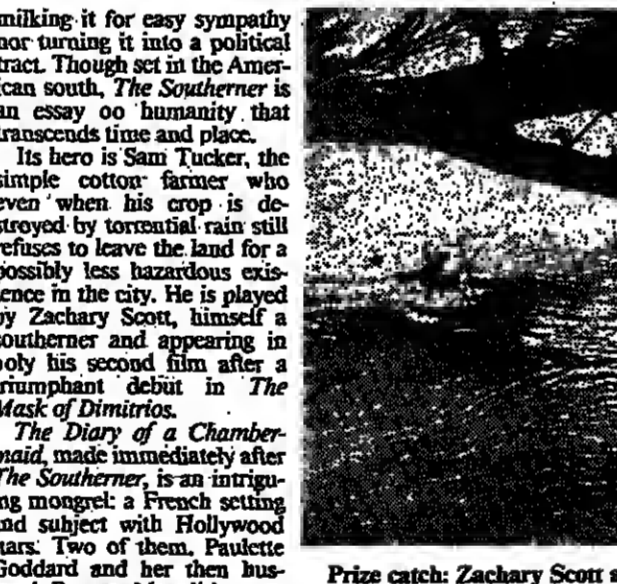 milking it for easy sympathy
nor turning it into a political
tract. Though set in the Amer-
ican south, The Southerner is
an essay oo humanity that
transcends time and place.
Its hero is Sam Tucker, the
simple cotton farmer who
even when his crop is de-
stroyed by torrential rain still
refuses to leave the land for a
possibly less hazardous exis-
ence in the city. He is played
by Zachary Scott, himself a
southerner and appearing in
ooly his second film after a
triumphant debut in The
Mask of Dimitrios.
The Diary of a Chamber-
maid, made immediately after
The Southerner, is an intrigu-
ng mongrel: a French setting
and subject with Hollywood
tars. Two of them, Paulette
Goddard and her then hus-
Prize catch: Zachary Scott a